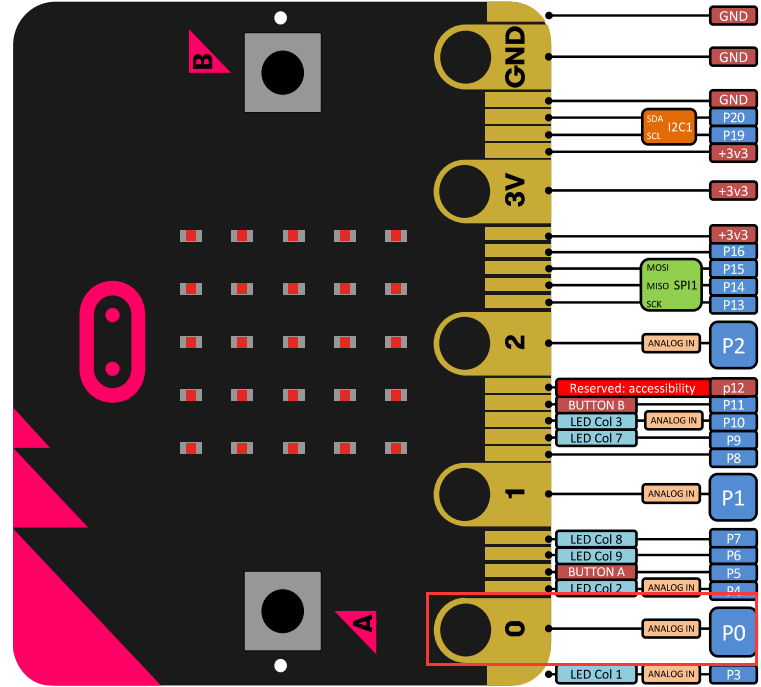 GND
B
GND
GND
GND
SDA
I2C1
P20
SCL
P19
+3v3
3V
+3v3
+3v3
P16
MOSI
P15
MISO
SPI1
P14
SCK
P13
2
ANALOG IN
P2
Reserved: accessibility
p12
BUTTON B
P11
LED Col 3
ANALOG IN
P10
LED Col 7
P9
P8
1
ANALOG IN
P1
LED Col 8
P7
LED Col 9
P6
BUTTON A
P5
LED Col 2
ANALOG IN
P4
A
0
ANALOG IN
P0
LED Col 1
ANALOG IN
P3